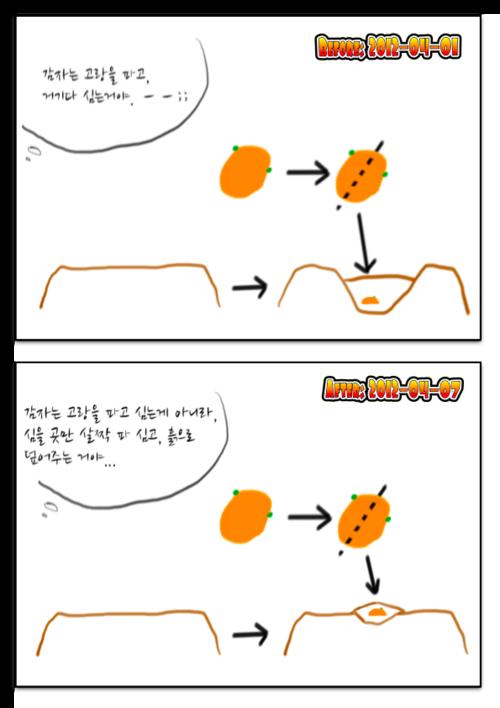 Before; 2012-04-01
감자는 고랑을 파고,
거기다 심는거야. - -;;
After; 2012-04-07
감자는 고랑을 파고 심는게 아니라,
심을 곳만 살짝 파 심고, 흙으로
덮어주는 거야...